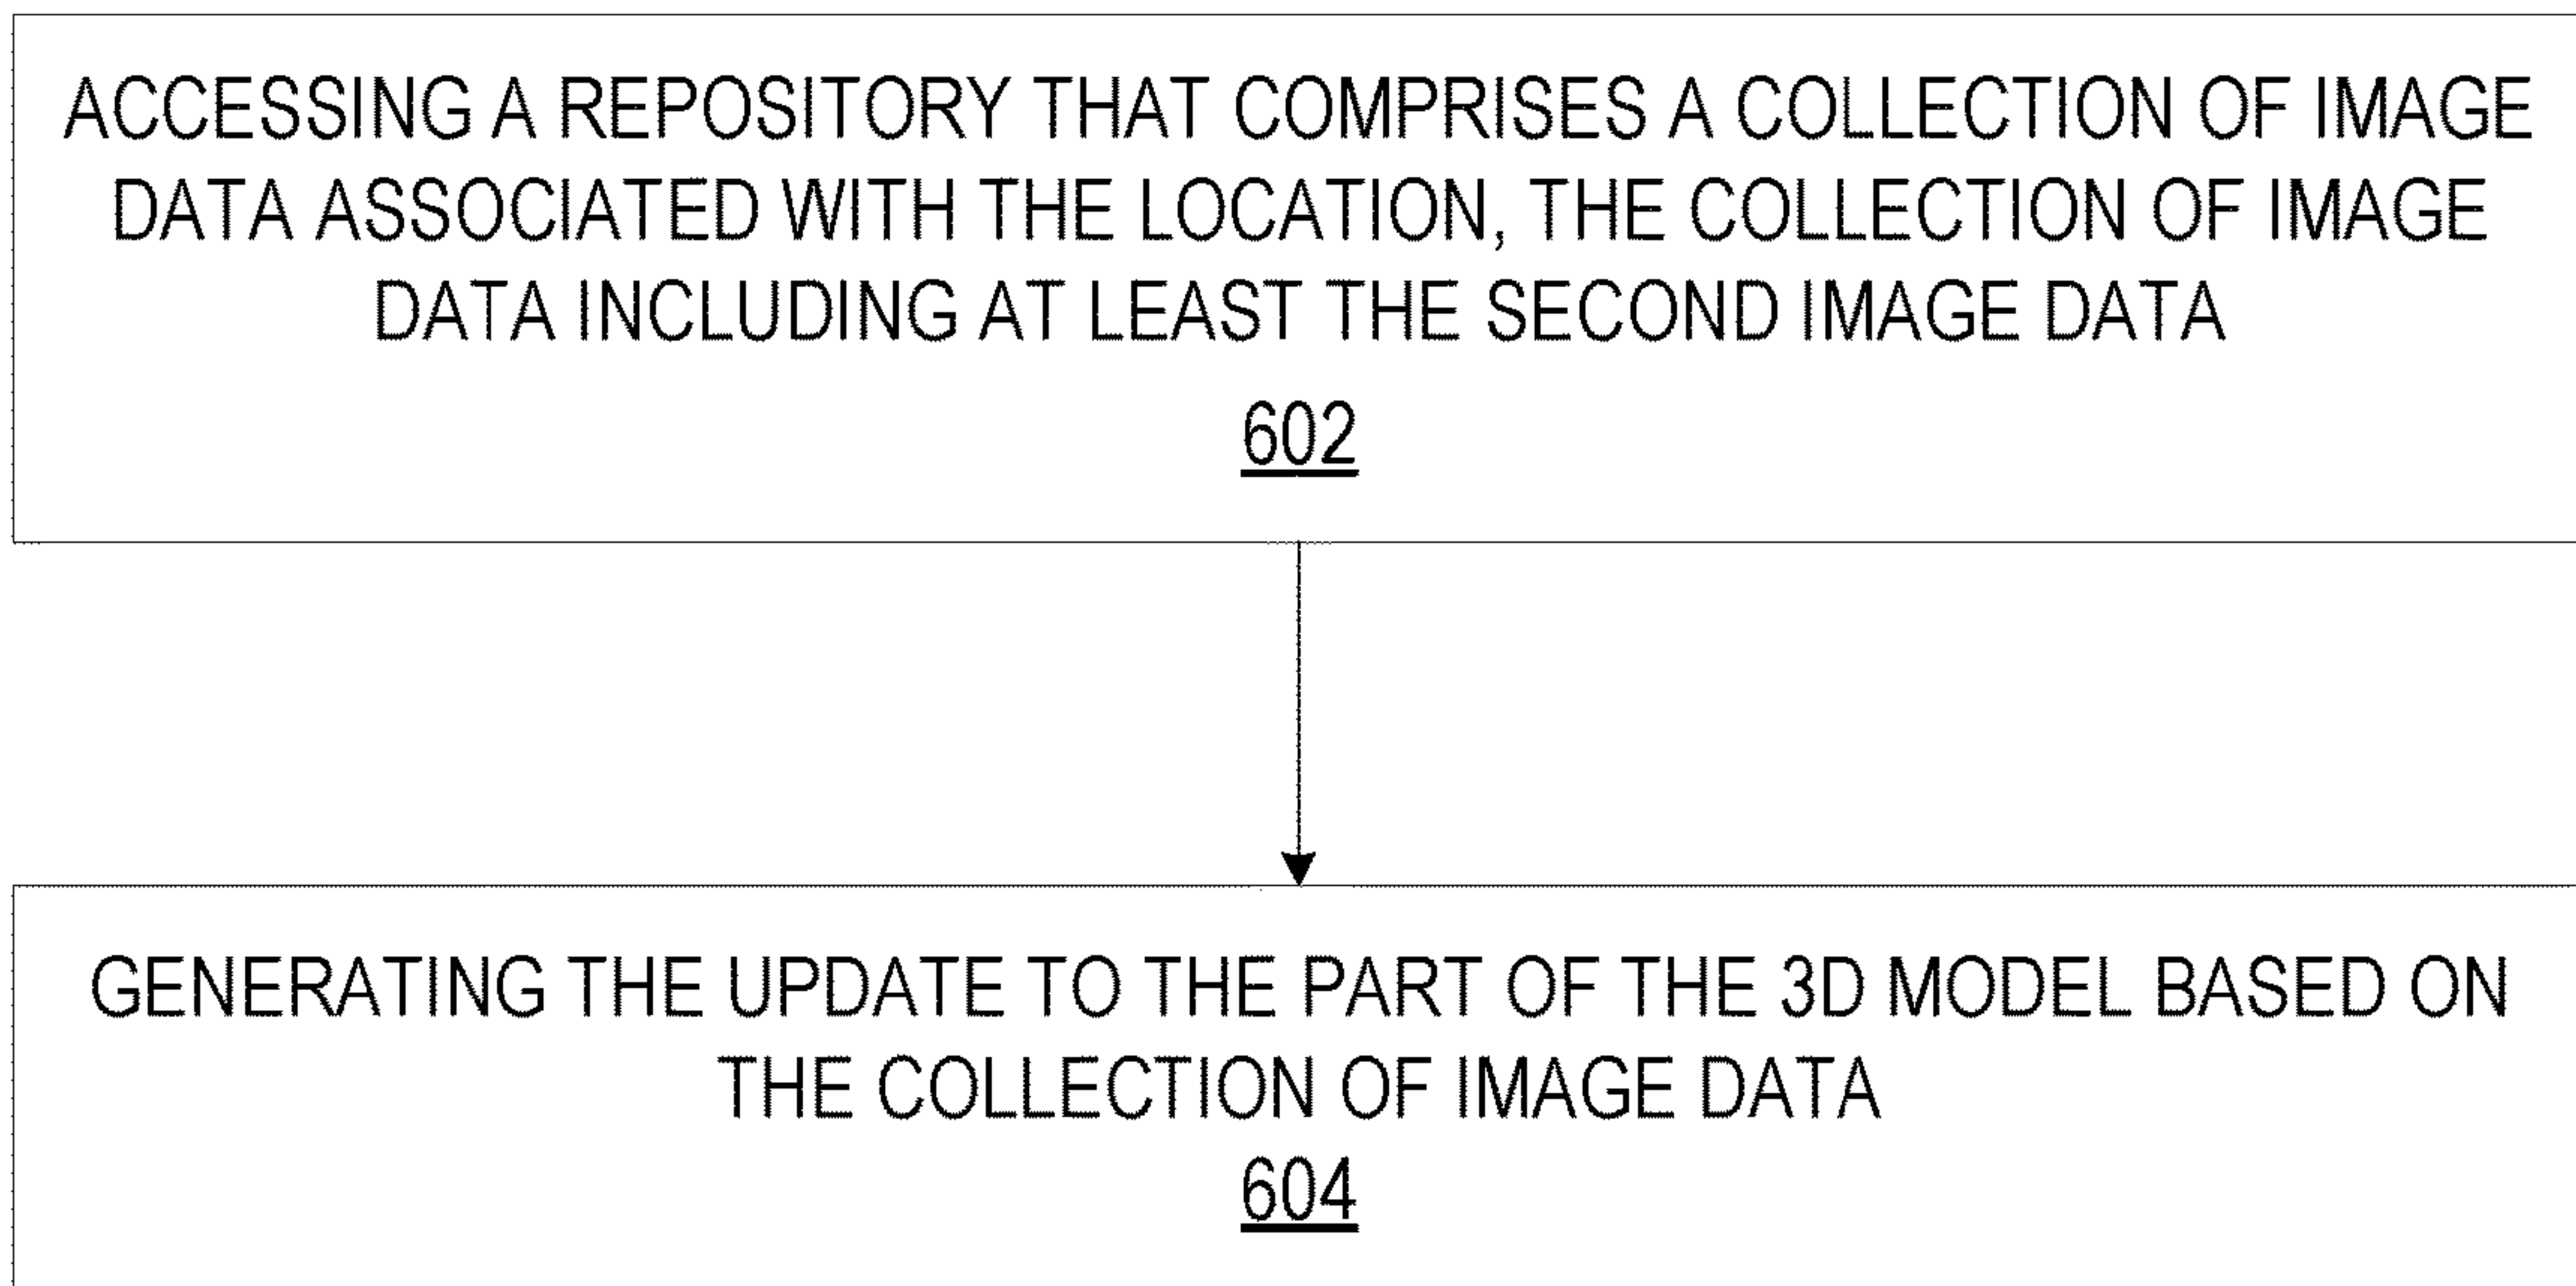 ACCESSING A REPOSITORY THAT COMPRISES A COLLECTION OF IMAGE
DATA ASSOCIATED WITH THE LOCATION, THE COLLECTION OF IMAGE
DATA INCLUDING AT LEAST THE SECOND IMAGE DATA
602
GENERATING THE UPDATE TO THE PART OF THE 3D MODEL BASED ON
THE COLLECTION OF IMAGE DATA
604